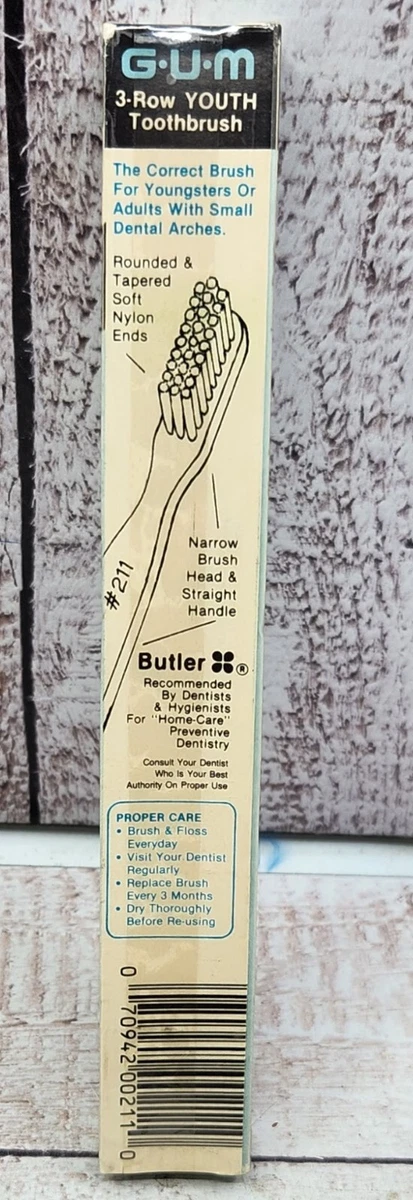 G·U·M
3-Row YOUTH
Toothbrush
The Correct Brush
For Youngsters Or
Adults With Small
Dental Arches.
Rounded &
Tapered
Soft
Nylon
Ends
Narrow
Brush
Head &
Straight
Handle
#211
Butler ®
Recommended
By Dentists
& Hygienists
For "Home-Care"
Preventive
Dentistry
Consult Your Dentist
Who Is Your Best
Authority On Proper Use
PROPER CARE
• Brush & Floss
Everyday
• Visit Your Dentist
Regularly
• Replace Brush
Every 3 Months
• Dry Thoroughly
Before Re-using
0 70942 00211 0